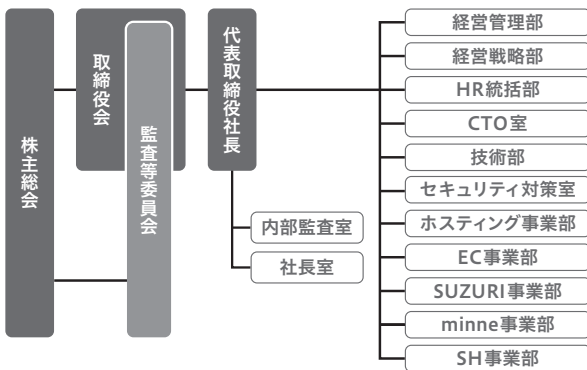 株主総会
取締役会
監査等委員会
代表取締役社長
内部監査室
社長室
経営管理部
経営戦略部
HR統括部
CTO室
技術部
セキュリティ対策室
ホスティング事業部
EC事業部
SUZURI事業部
minne事業部
SH事業部